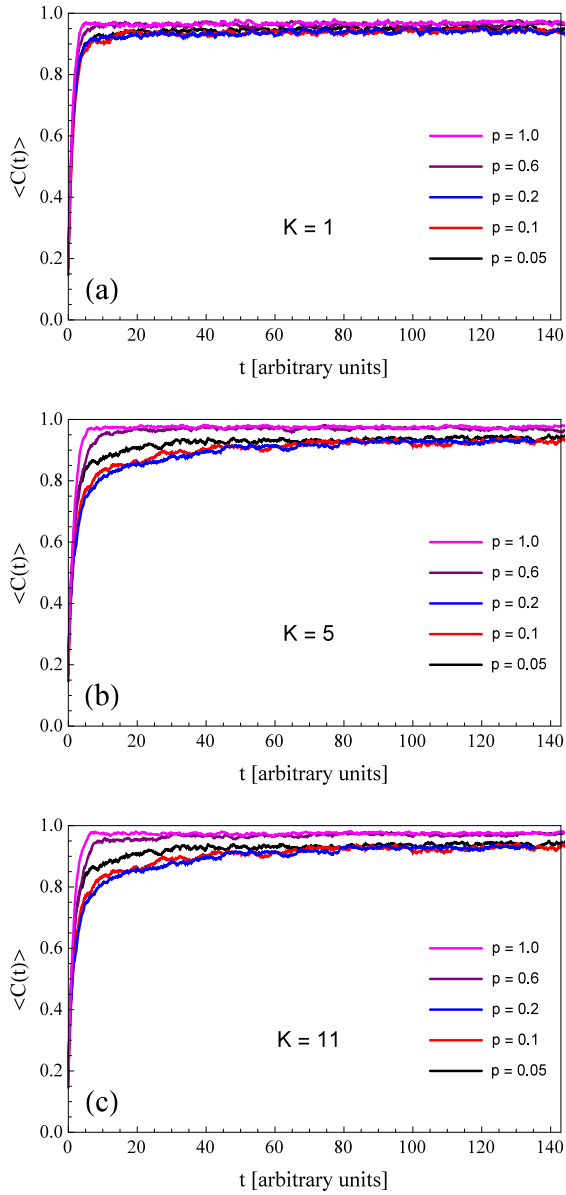 1.0
0.8
0.6
0.4
0.2
0.0
<C(t)>
p = 1.0
p = 0.6
p = 0.2
p = 0.1
p = 0.05
K = 1
(a)
0 20 40 60 80 100 120 140
t [arbitrary units]
1.0
0.8
0.6
0.4
0.2
0.0
<C(t)>
p = 1.0
p = 0.6
p = 0.2
p = 0.1
p = 0.05
K = 5
(b)
0 20 40 60 80 100 120 140
t [arbitrary units]
1.0
0.8
0.6
0.4
0.2
0.0
<C(t)>
p = 1.0
p = 0.6
p = 0.2
p = 0.1
p = 0.05
K = 11
(c)
0 20 40 60 80 100 120 140
t [arbitrary units]